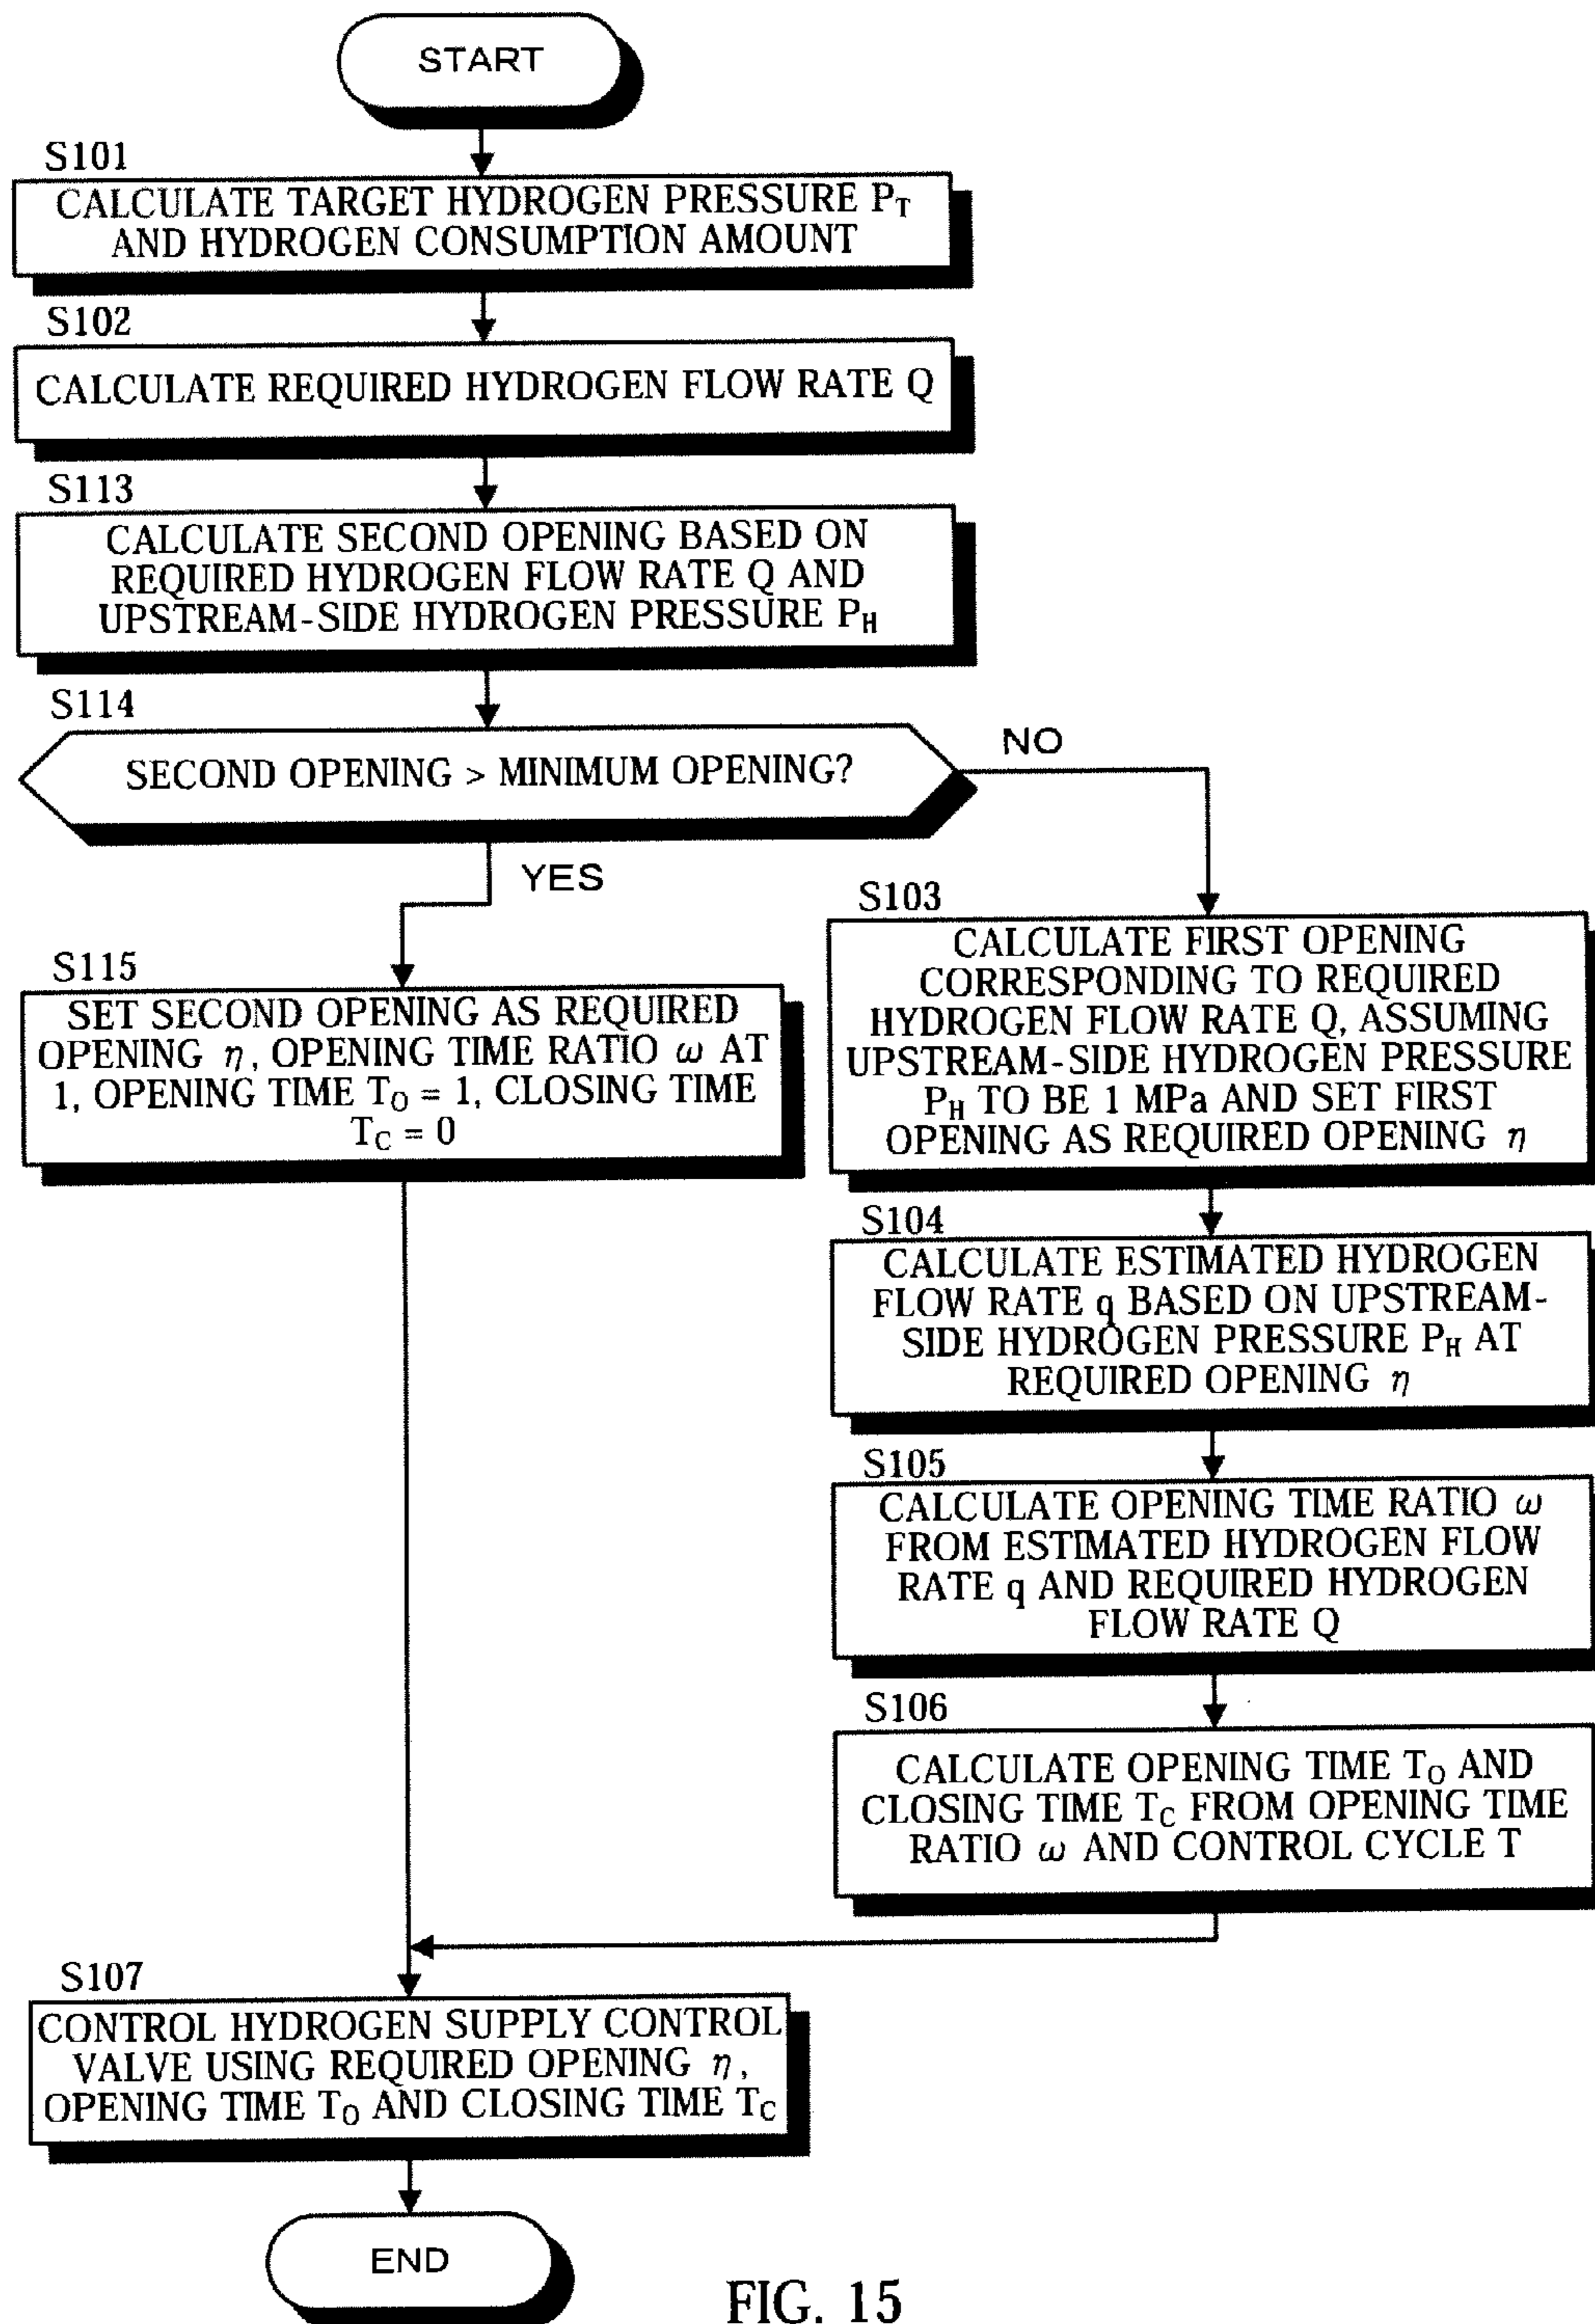 START
S101
CALCULATE TARGET HYDROGEN PRESSURE PT
AND HYDROGEN CONSUMPTION AMOUNT
S102
CALCULATE REQUIRED HYDROGEN FLOW RATE Q
S113
CALCULATE SECOND OPENING BASED ON
REQUIRED HYDROGEN FLOW RATE Q AND
UPSTREAM-SIDE HYDROGEN PRESSURE PH
S114
SECOND OPENING > MINIMUM OPENING?
NO
YES
S115
SET SECOND OPENING AS REQUIRED
OPENING η, OPENING TIME RATIO ω AT
1, OPENING TIME TO = 1, CLOSING TIME
TC = 0
S103
CALCULATE FIRST OPENING
CORRESPONDING TO REQUIRED
HYDROGEN FLOW RATE Q, ASSUMING
UPSTREAM-SIDE HYDROGEN PRESSURE
PH TO BE 1 MPa AND SET FIRST
OPENING AS REQUIRED OPENING η
S104
CALCULATE ESTIMATED HYDROGEN
FLOW RATE q BASED ON UPSTREAM-
SIDE HYDROGEN PRESSURE PH AT
REQUIRED OPENING η
S105
CALCULATE OPENING TIME RATIO ω
FROM ESTIMATED HYDROGEN FLOW
RATE q AND REQUIRED HYDROGEN
FLOW RATE Q
S106
CALCULATE OPENING TIME TO AND
CLOSING TIME TC FROM OPENING TIME
RATIO ω AND CONTROL CYCLE T
S107
CONTROL HYDROGEN SUPPLY CONTROL
VALVE USING REQUIRED OPENING η,
OPENING TIME TO AND CLOSING TIME TC
END
FIG. 15